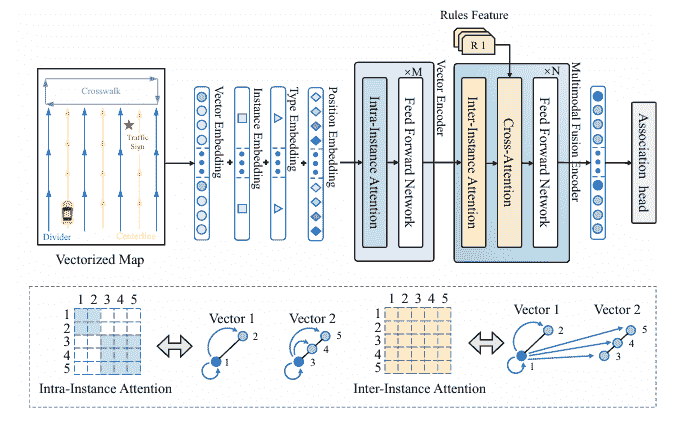 Rules Feature
R 1
×M
×N
Crosswalk
Traffic
Sign
Divider
Centerline
Vectorized Map
Vector Embedding
Instance Embedding
Type Embedding
Position Embedding
Intra-Instance Attention
Feed Forward Network
Vector Encoder
Inter-Instance Attention
Cross-Attention
Feed Forward Network
Multimodal Fusion Encoder
Association head
1 2 3 4 5
1
2
3
4
5
Intra-Instance Attention
Vector 1
2
1
Vector 2
5
4
3
1 2 3 4 5
1
2
3
4
5
Inter-Instance Attention
Vector 1
2
1
Vector 2
5
4
3